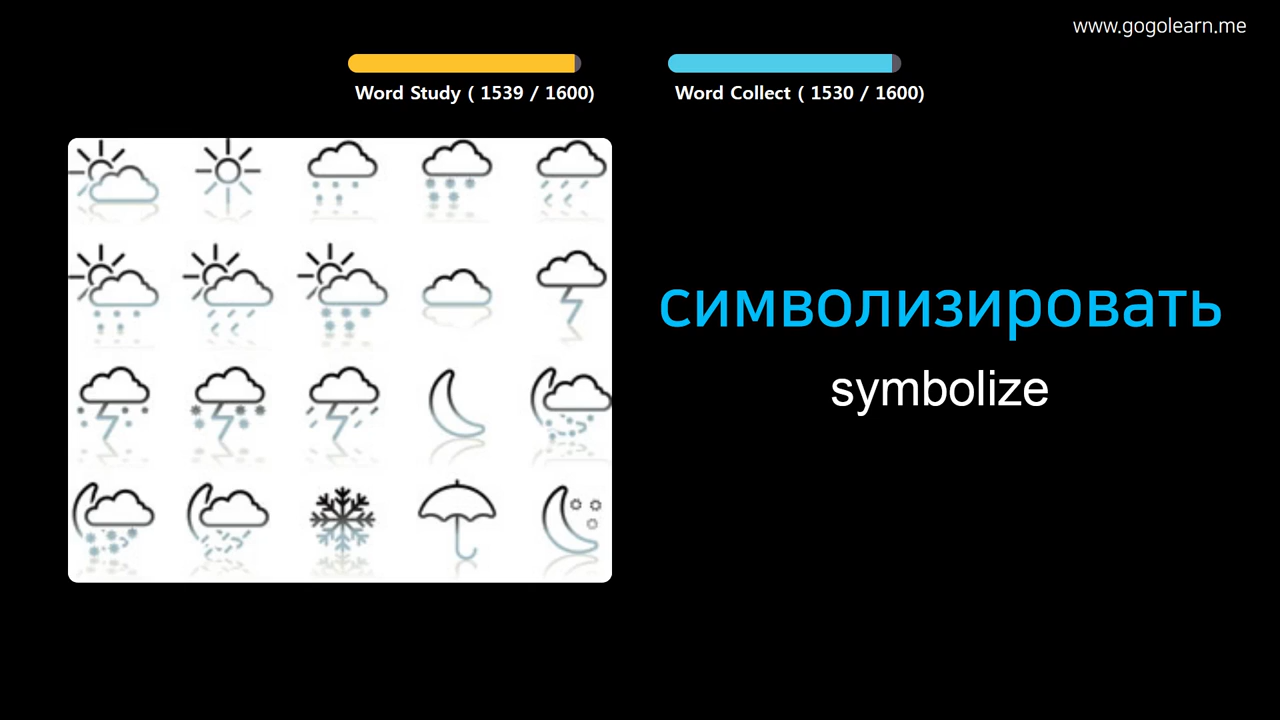 www.gogolearn.me
Word Study ( 1539 / 1600)
Word Collect ( 1530 / 1600)
символизировать
symbolize